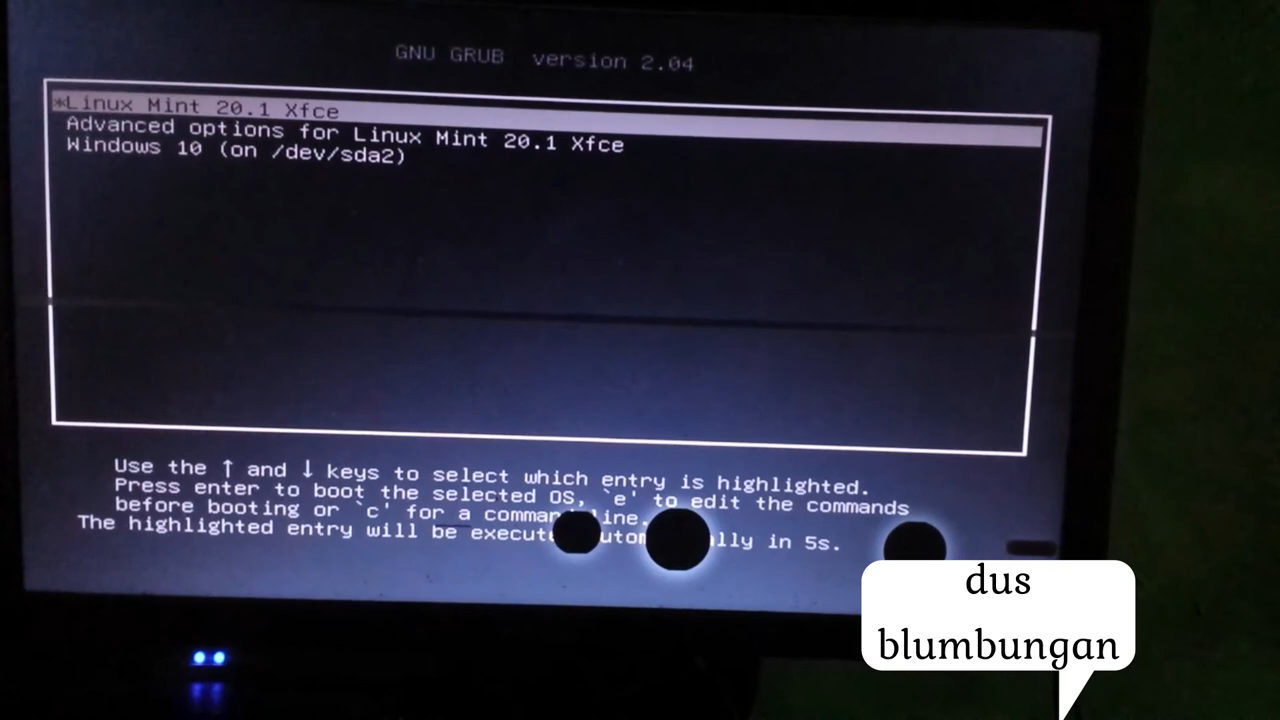 GNU GRUB version 2.04
*Linux Mint 20.1 Xfce
Advanced options for Linux Mint 20.1 Xfce
Windows 10 (on /dev/sda2)
Use the ↑ and ↓ keys to select which entry is highlighted.
Press enter to boot the selected OS, `e' to edit the commands
before booting or `c' for a command line.
The highlighted entry will be executed automatically in 5s.
dus
blumbungan